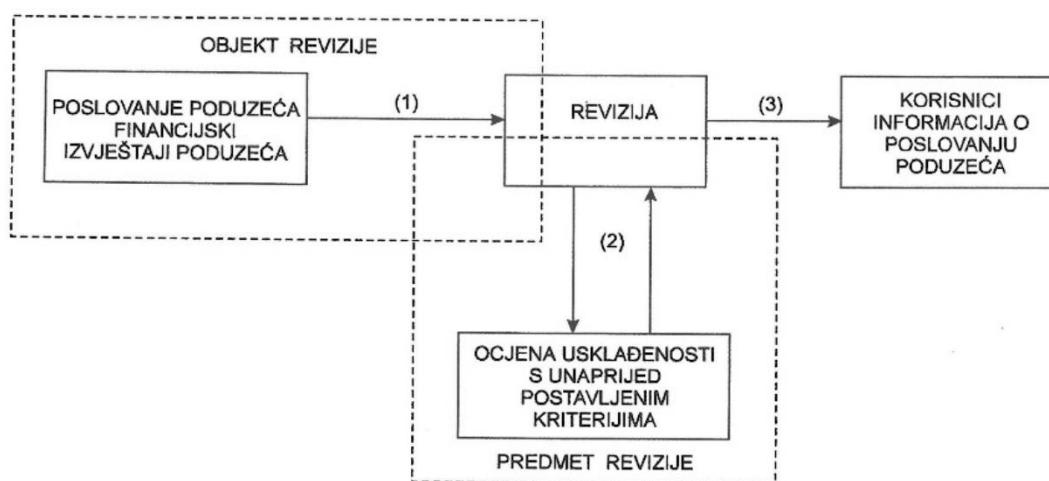 OBJEKT REVIZIJE
POSLOVANJE PODUZEĆA
FINANCIJSKI
IZVJEŠTAJI PODUZEĆA
(1)
REVIZIJA
(3)
KORISNICI
INFORMACIJA O
POSLOVANJU
PODUZEĆA
(2)
OCJENA USKLAĐENOSTI
S UNAPRIJED
POSTAVLJENIM
KRITERIJIMA
PREDMET REVIZIJE